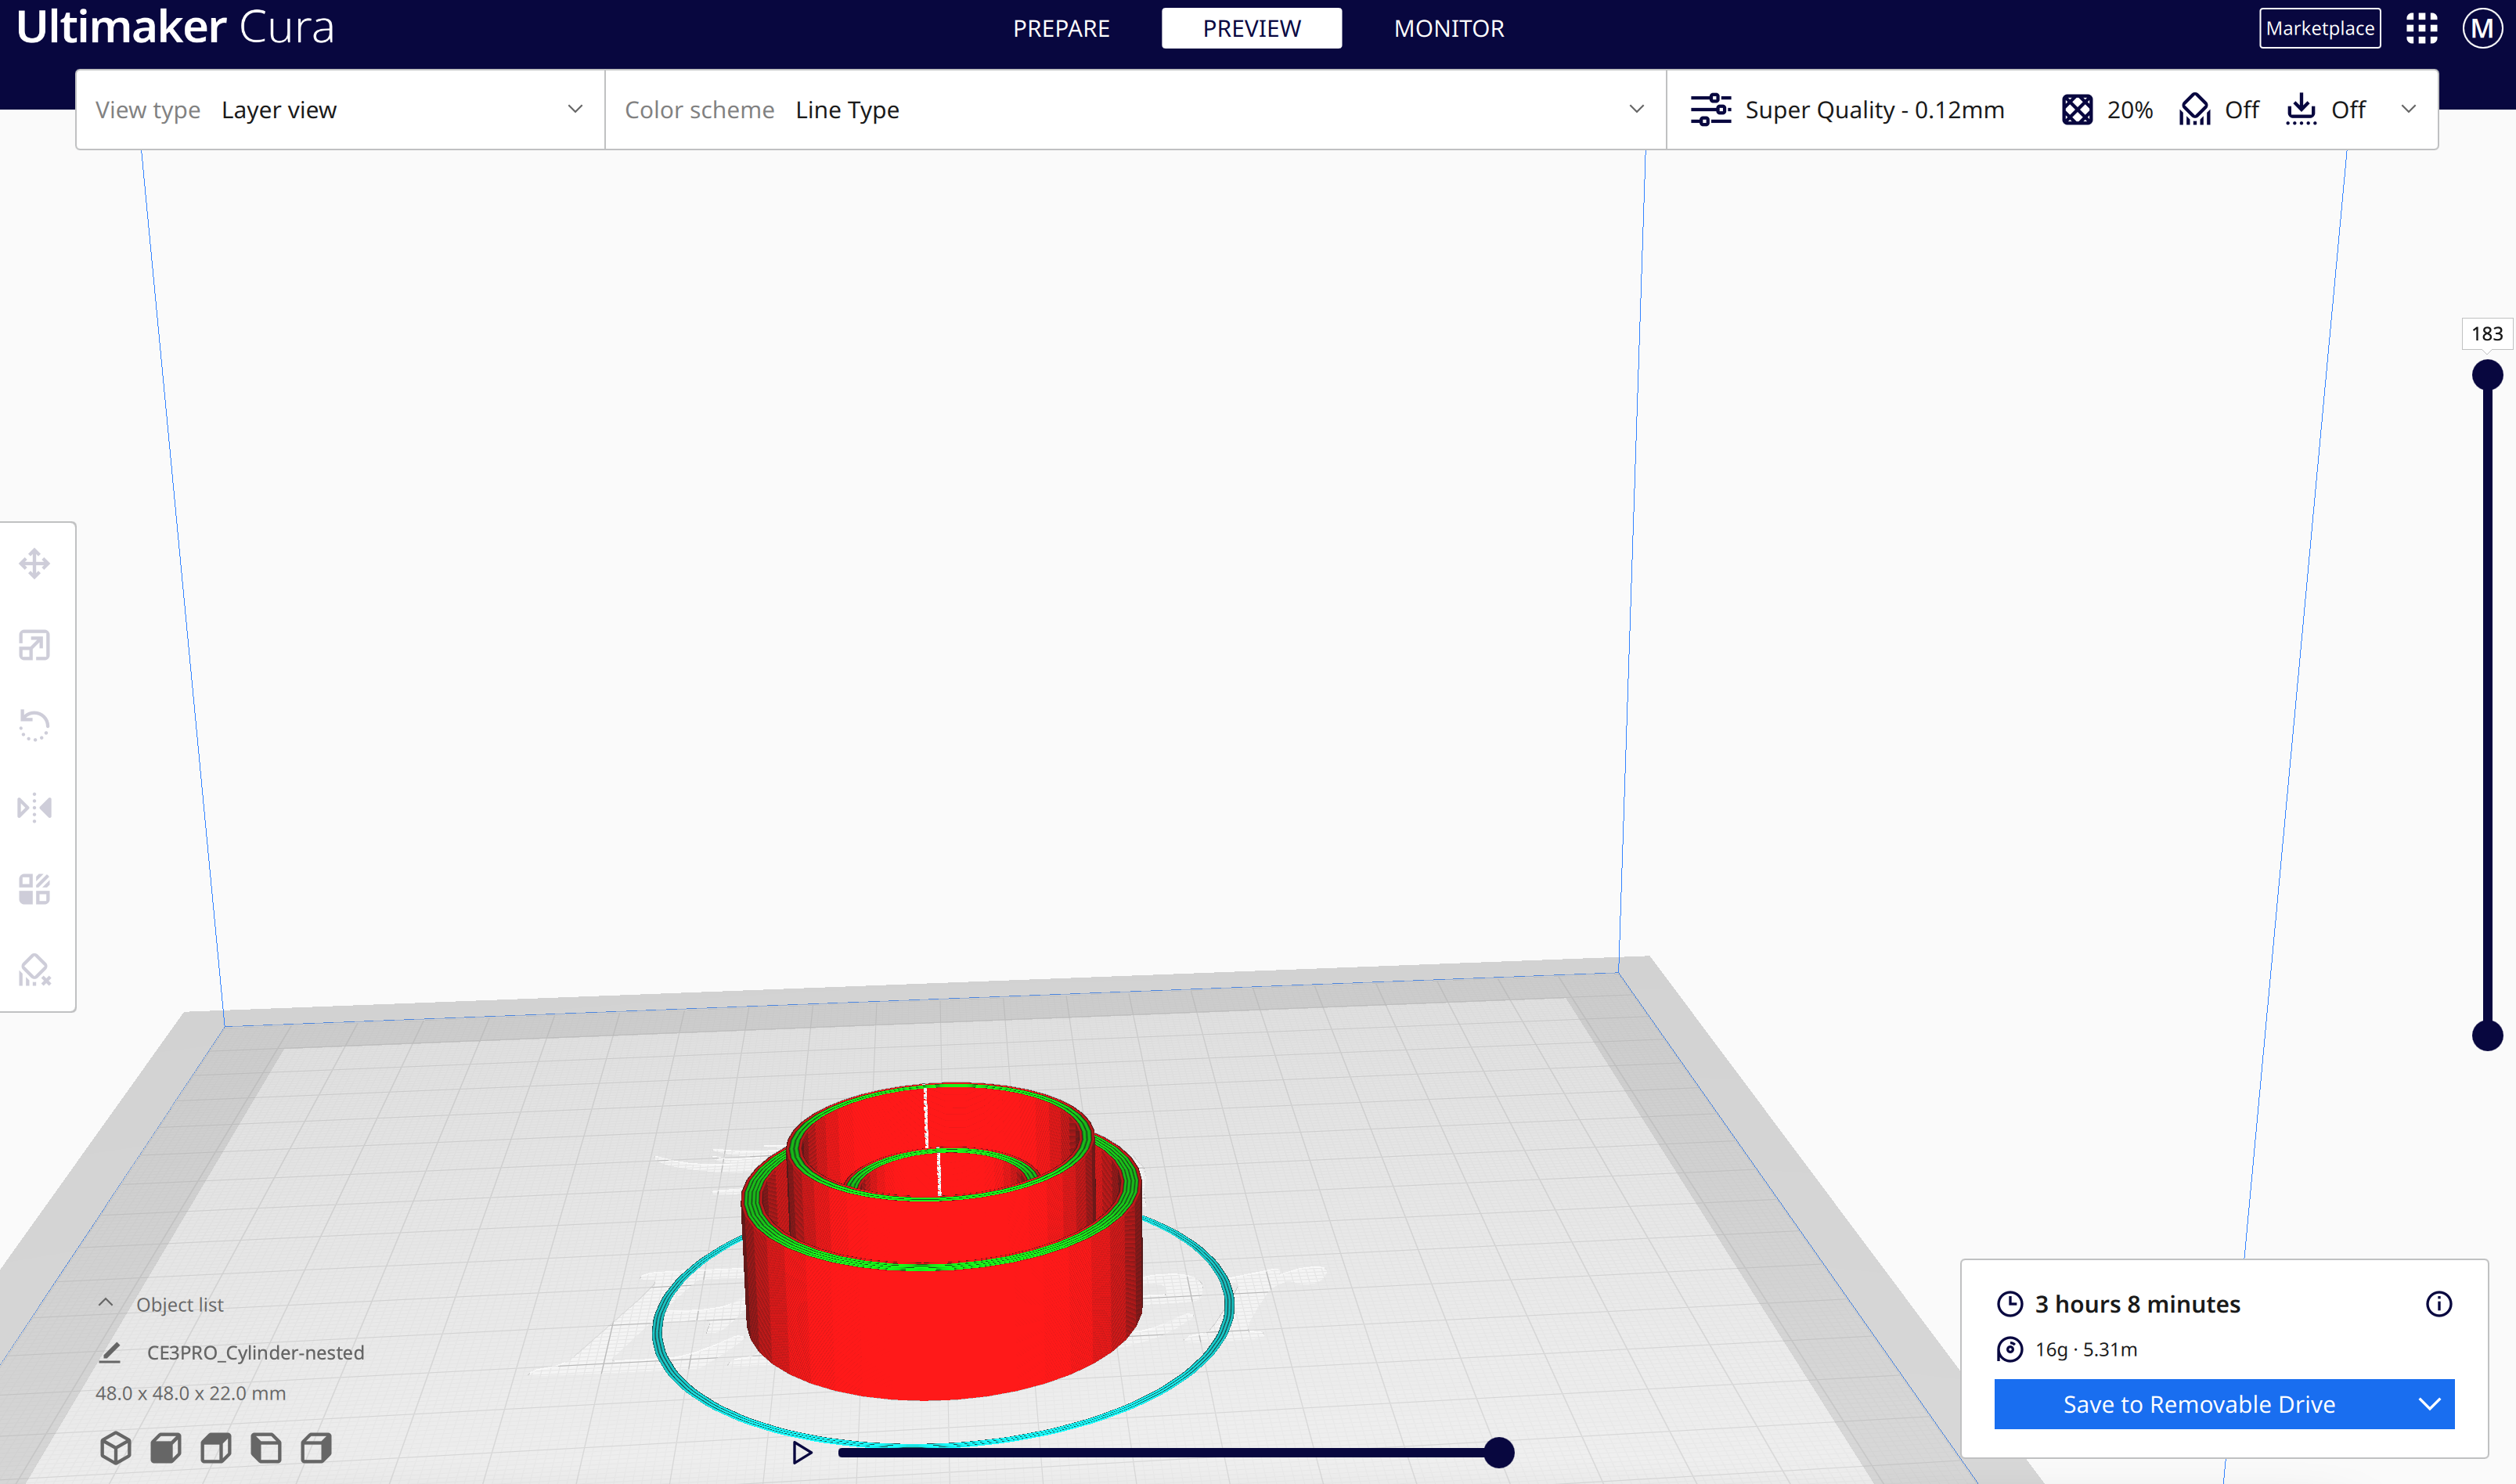 Ultimaker Cura
PREPARE
PREVIEW
MONITOR
Marketplace
M
View type Layer view
Color scheme Line Type
Super Quality - 0.12mm
20%
Off
Off
183
Object list
CE3PRO_Cylinder-nested
48.0 x 48.0 x 22.0 mm
3 hours 8 minutes
16g · 5.31m
Save to Removable Drive